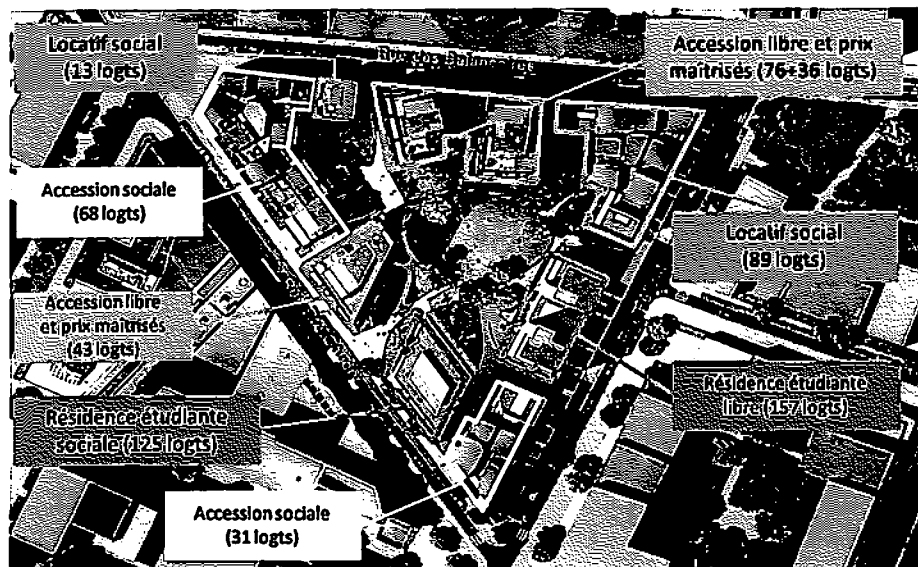 Locatif social
(13 logts)
Accession libre et prix
maîtrisés (76+36 logts)
Accession sociale
(68 logts)
Locatif social
(89 logts)
Accession libre
et prix maîtrisés
(43 logts)
Résidence étudiante
libre (157 logts)
Résidence étudiante
sociale (125 logts)
Accession sociale
(31 logts)